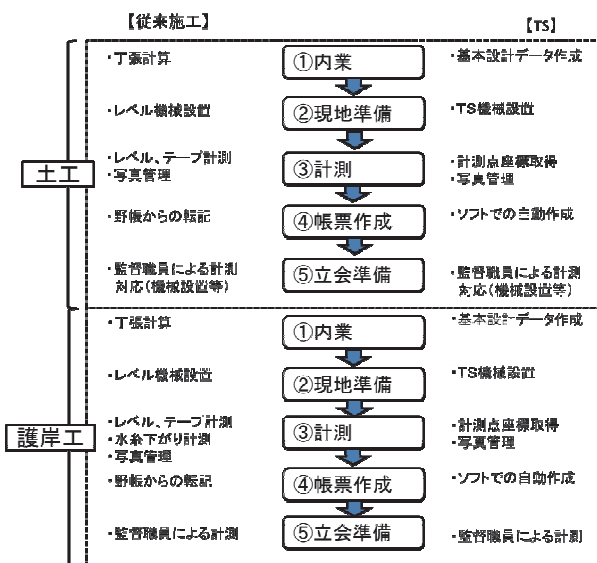 【従来施工】
【TS】
土工
・丁張計算
①内業
・基本設計データ作成
・レベル機械設置
②現地準備
・TS機械設置
・レベル、テープ計測
・写真管理
③計測
・計測点座標取得
・写真管理
・野帳からの転記
④帳票作成
・ソフトでの自動作成
・監督職員による計測
対応(機械設置等)
⑤立会準備
・監督職員による計測
対応(機械設置等)
護岸工
・丁張計算
①内業
・基本設計データ作成
・レベル機械設置
②現地準備
・TS機械設置
・レベル、テープ計測
・水糸下がり計測
・写真管理
③計測
・計測点座標取得
・写真管理
・野帳からの転記
④帳票作成
・ソフトでの自動作成
・監督職員による計測
⑤立会準備
・監督職員による計測